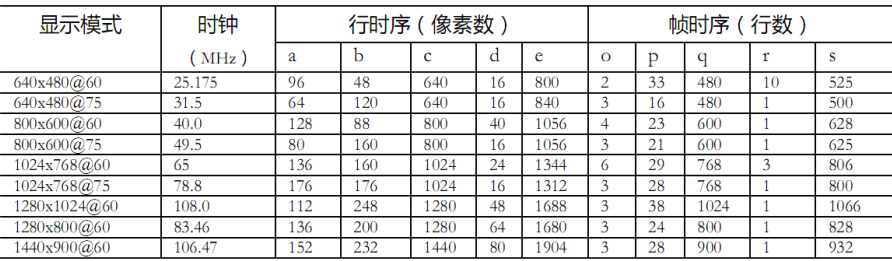 显示模式 时钟 行时序（像素数） 帧时序（行数）
（MHz） a b c d e o p q r s
640x480@60 25.175 96 48 640 16 800 2 33 480 10 525
640x480@75 31.5 64 120 640 16 840 3 16 480 1 500
800x600@60 40.0 128 88 800 40 1056 4 23 600 1 628
800x600@75 49.5 80 160 800 16 1056 3 21 600 1 625
1024x768@60 65 136 160 1024 24 1344 6 29 768 3 806
1024x768@75 78.8 176 176 1024 16 1312 3 28 768 1 800
1280x1024@60 108.0 112 248 1280 48 1688 3 38 1024 1 1066
1280x800@60 83.46 136 200 1280 64 1680 3 24 800 1 828
1440x900@60 106.47 152 232 1440 80 1904 3 28 900 1 932